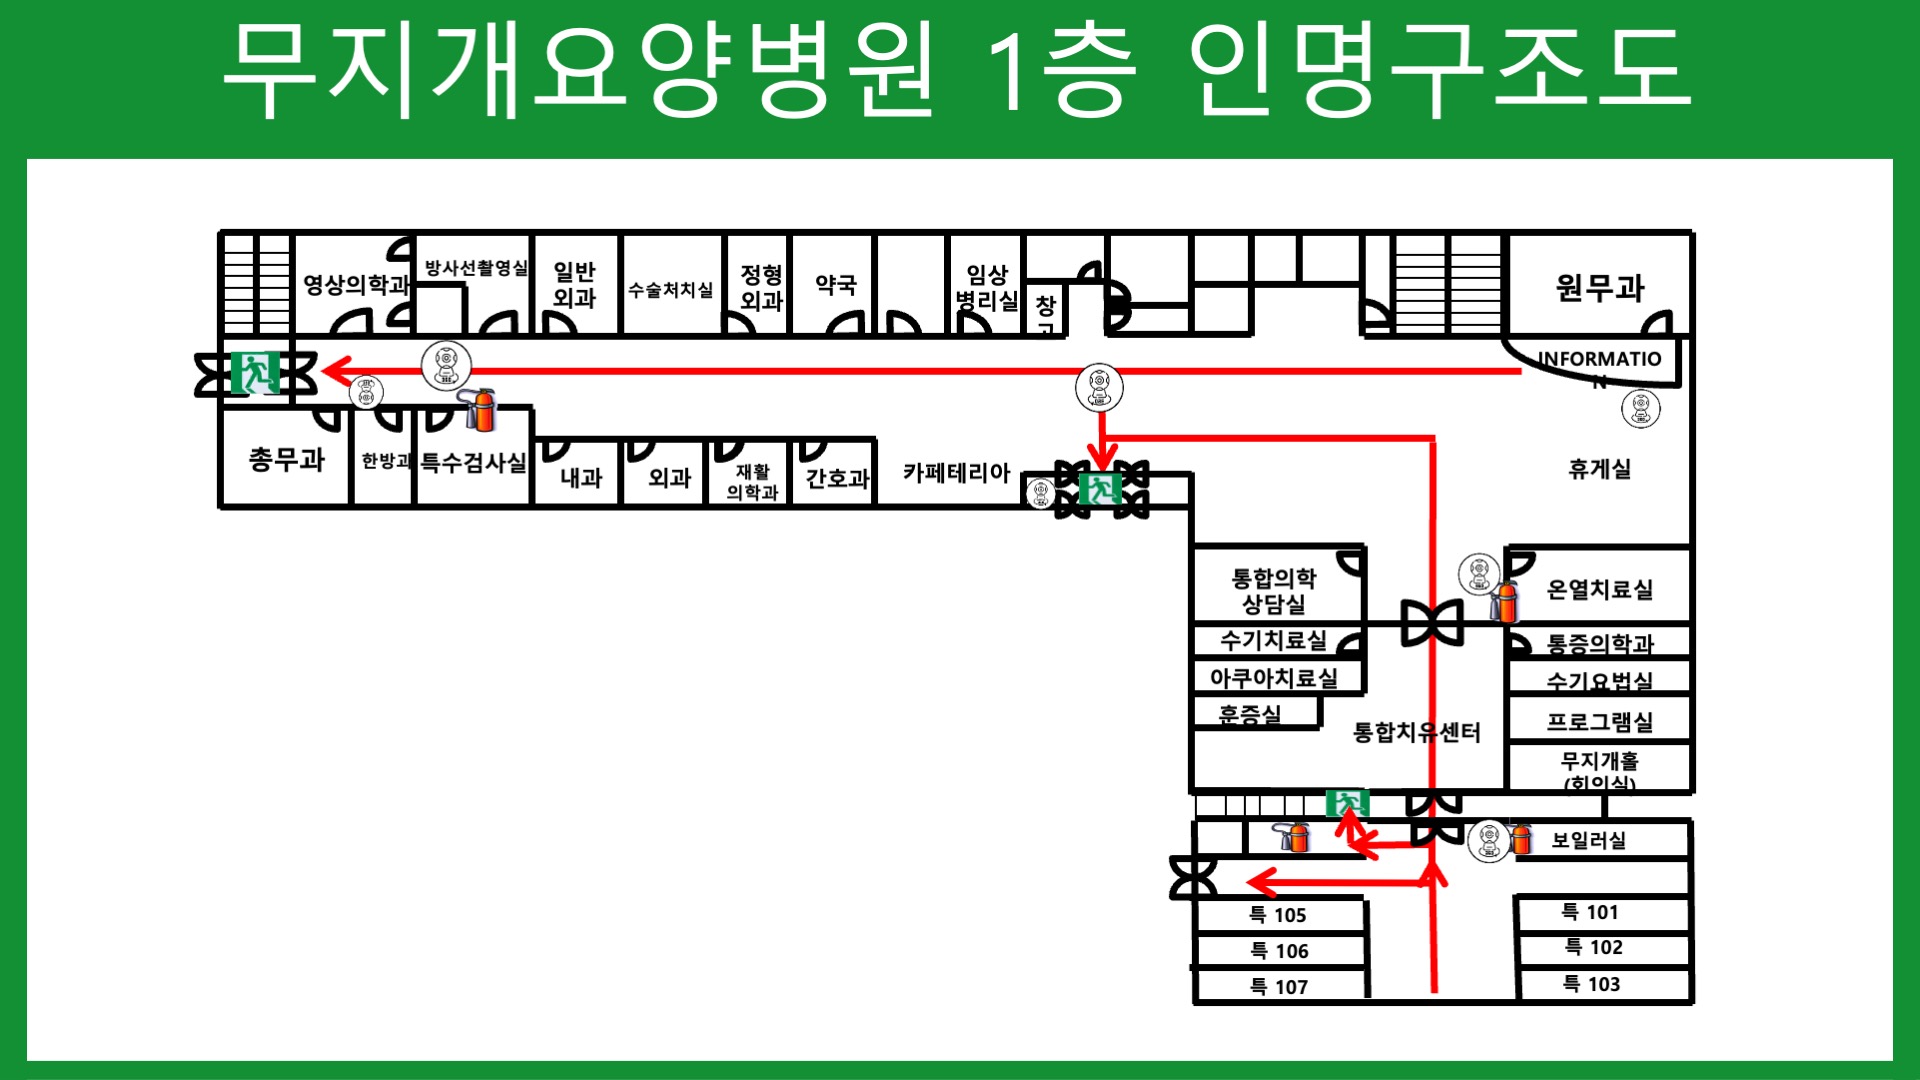 무지개요양병원 1층 인명구조도
영상의학과
방사선촬영실
일반
외과
수술처치실
정형
외과
약국
임상
병리실
창
고
원무과
INFORMATIO
N
총무과
한방과
특수검사실
내과
외과
재활
의학과
간호과
카페테리아
휴게실
통합의학
상담실
온열치료실
수기치료실
통증의학과
아쿠아치료실
수기요법실
훈증실
프로그램실
통합치유센터
무지개홀
(회의실)
보일러실
특 105
특 101
특 106
특 102
특 107
특 103